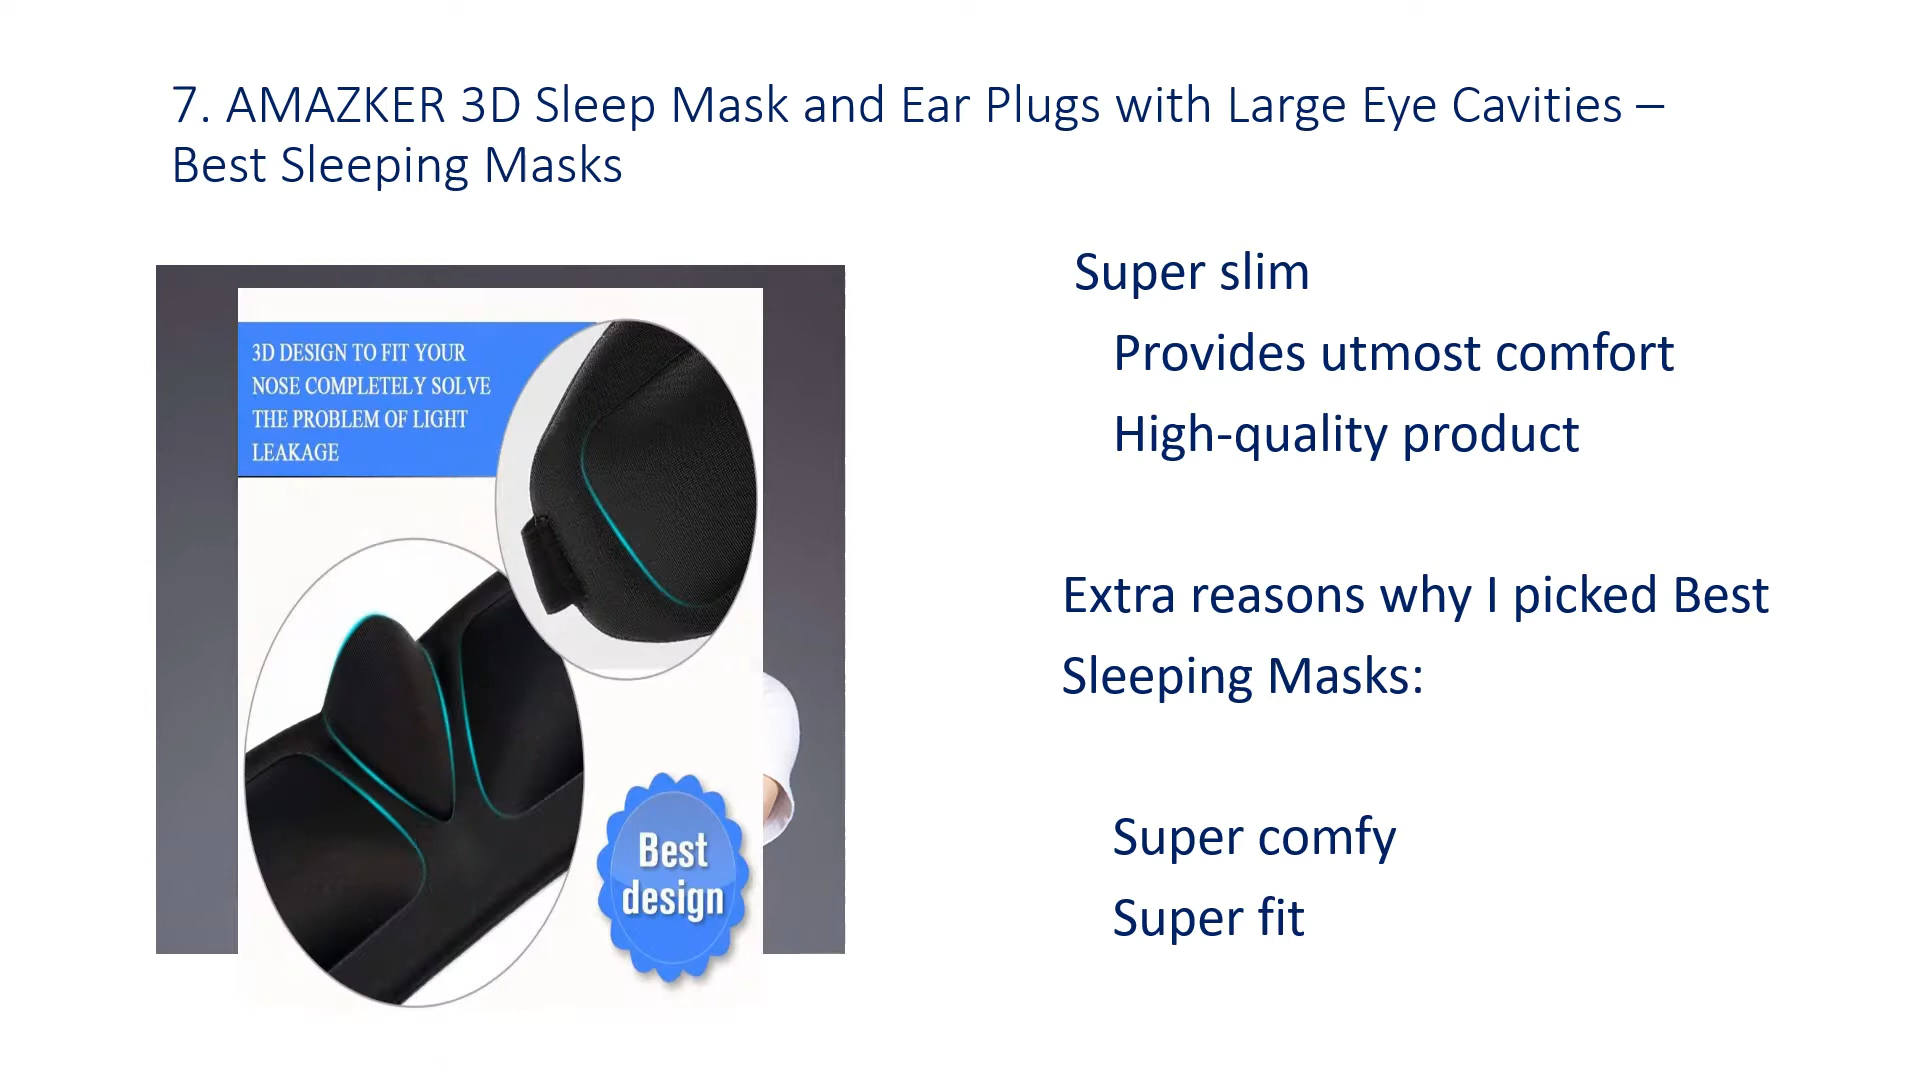 7. AMAZKER 3D Sleep Mask and Ear Plugs with Large Eye Cavities –
Best Sleeping Masks
3D DESIGN TO FIT YOUR
NOSE COMPLETELY SOLVE
THE PROBLEM OF LIGHT
LEAKAGE
Best
design
Super slim
Provides utmost comfort
High-quality product
Extra reasons why I picked Best
Sleeping Masks:
Super comfy
Super fit